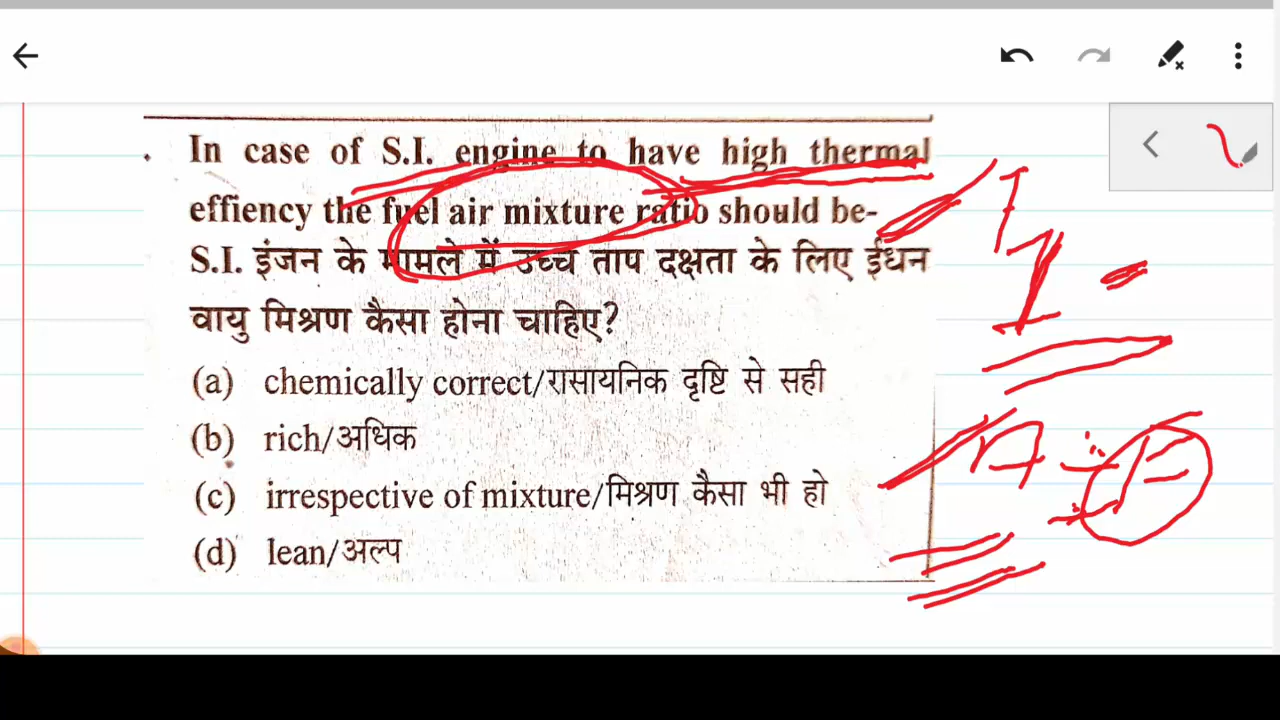 In case of S.I. engine to have high thermal
effiency the fuel air mixture ratio should be-
S.I. इंजन के मामले में उच्च ताप दक्षता के लिए ईंधन
वायु मिश्रण कैसा होना चाहिए?
(a) chemically correct/रासायनिक दृष्टि से सही
(b) rich/अधिक
(c) irrespective of mixture/मिश्रण कैसा भी हो
(d) lean/अल्प